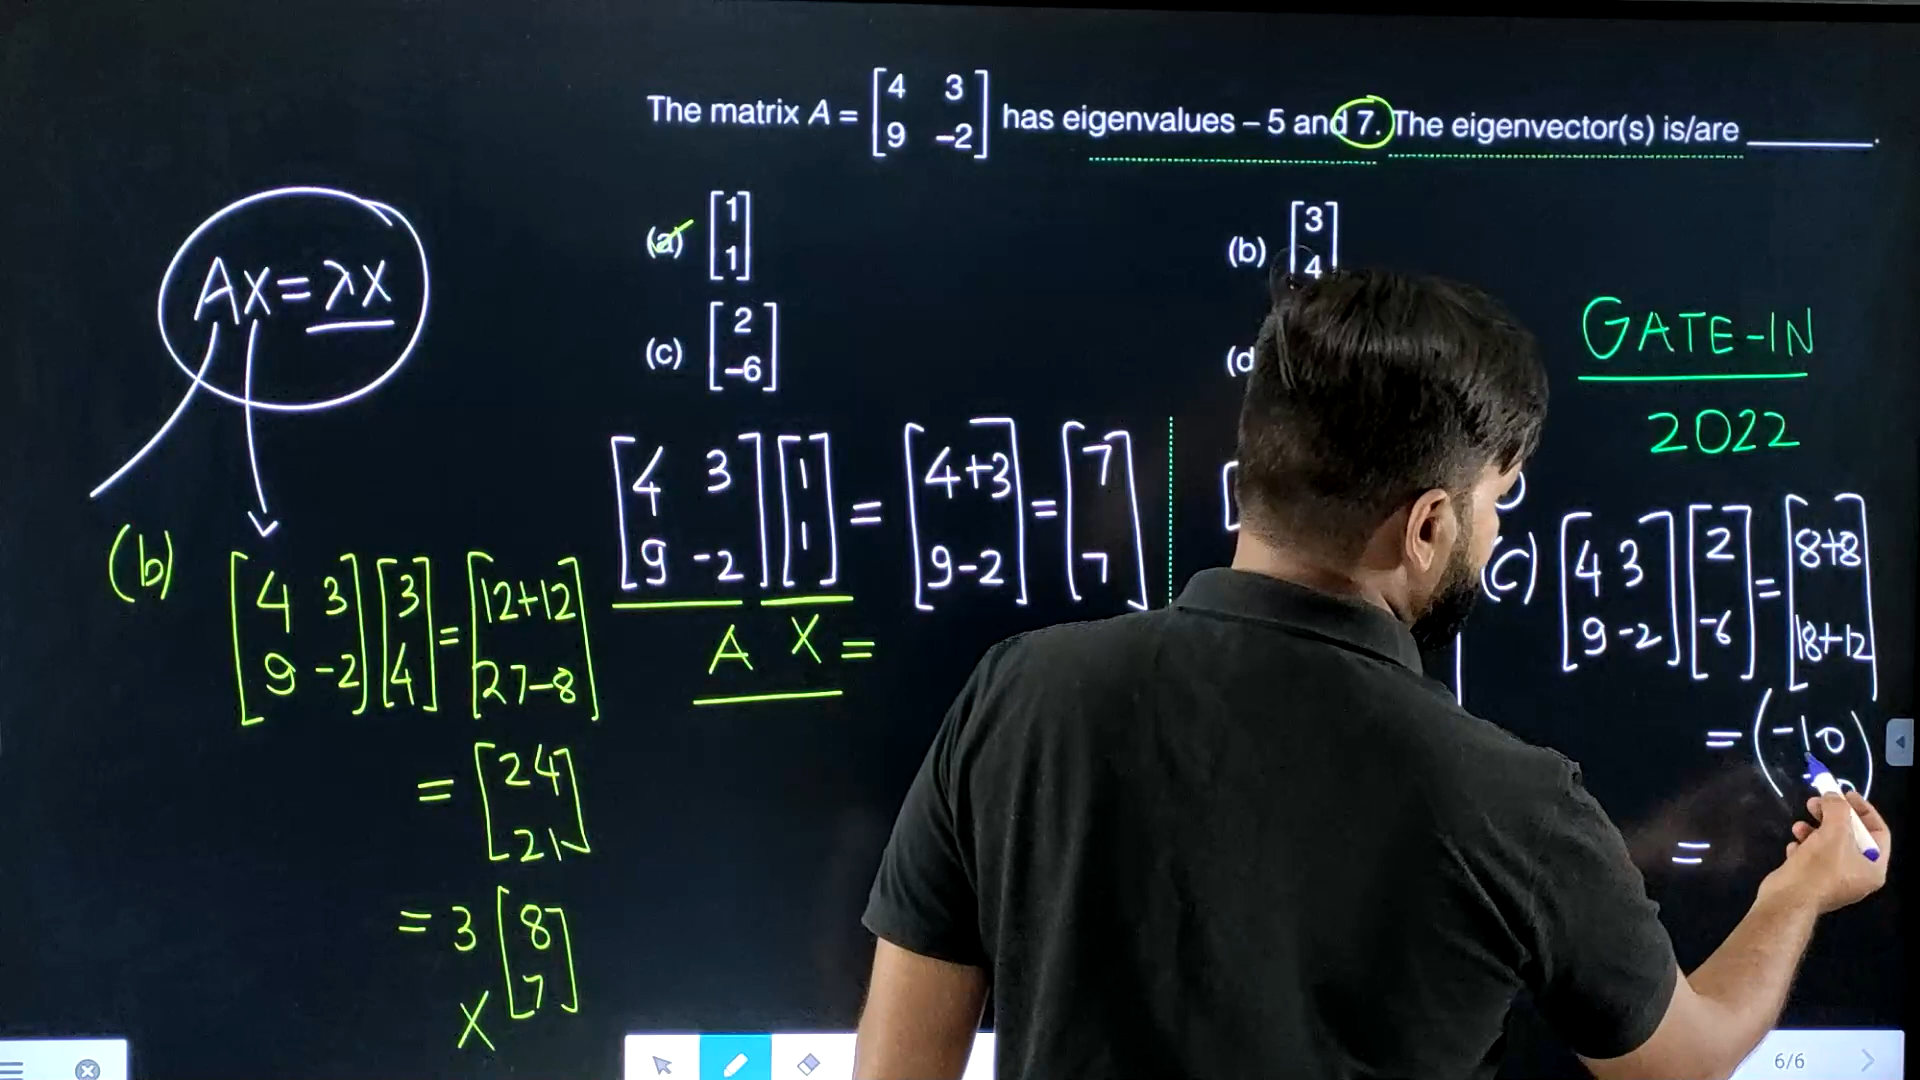 The matrix A = [4 3; 9 –2] has eigenvalues – 5 and 7. The eigenvector(s) is/are ________.
(a) [1; 1]
(b) [3; 4]
(c) [2; –6]
(d
AX = λX
GATE-IN
2022
[4 3; 9 -2] [1; 1] = [4+3; 9-2] = [7; 7]
A X =
(b) [4 3; 9 -2] [3; 4] = [12+12; 27-8]
= [24; 21]
= 3 [8; 7]
X
(C) [4 3; 9 -2] [2; -6] = [8+8; 18+12]
= (-10
=
6/6